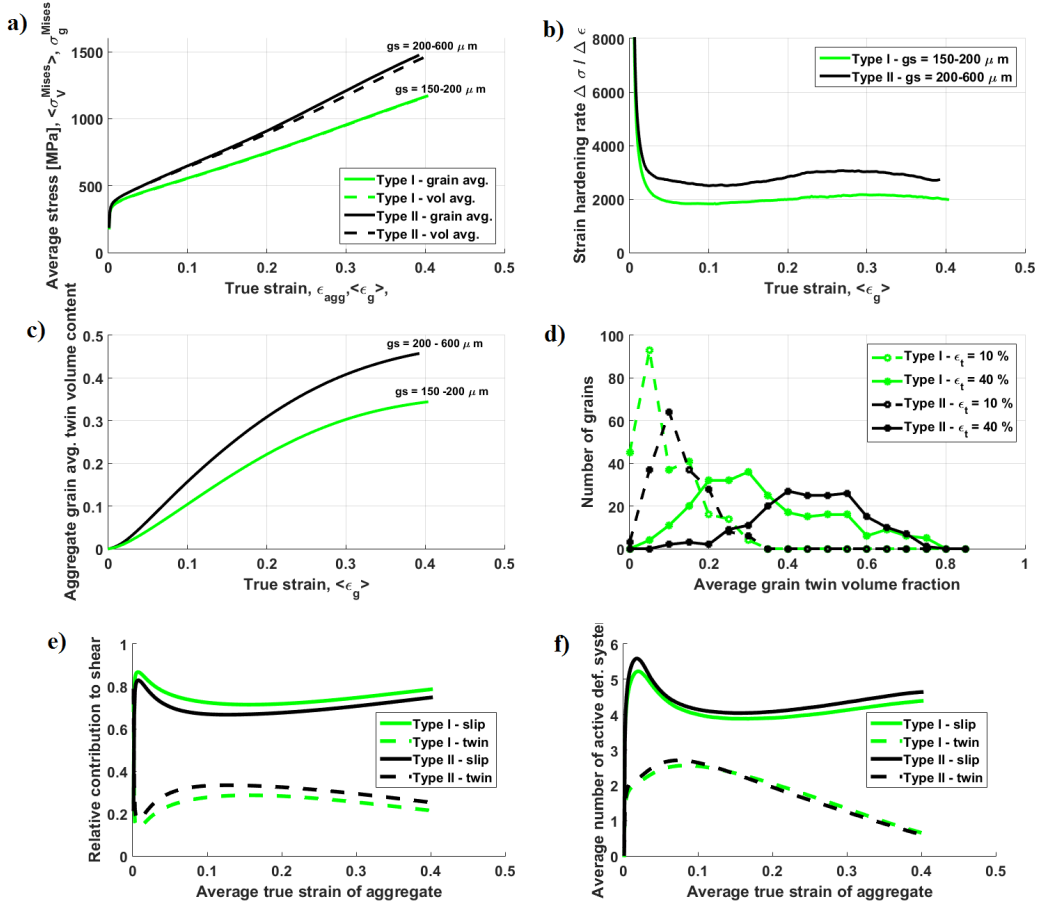 a)
Average stress [MPa], <σ_V^Mises>, σ_g^Mises
1500
1000
500
0
0
0.1
0.2
0.3
0.4
0.5
gs = 200-600 μ m
gs = 150-200 μ m
Type I - grain avg.
Type I - vol avg.
Type II - grain avg.
Type II - vol avg.
True strain, ϵ_agg,<ϵ_g>,
b)
Strain hardening rate Δ σ / Δ ϵ
8000
6000
4000
2000
0
0
0.1
0.2
0.3
0.4
0.5
Type I - gs = 150-200 μ m
Type II - gs = 200-600 μ m
True strain, <ϵ_g>
c)
Aggregate grain avg. twin volume content
0.5
0.4
0.3
0.2
0.1
0
0
0.1
0.2
0.3
0.4
0.5
gs = 200 - 600 μ m
gs = 150 -200 μ m
True strain, <ϵ_g>
d)
Number of grains
100
80
60
40
20
0
0
0.2
0.4
0.6
0.8
1
Type I - ϵ_t = 10 %
Type I - ϵ_t = 40 %
Type II - ϵ_t = 10 %
Type II - ϵ_t = 40 %
Average grain twin volume fraction
e)
Relative contribution to shear
1
0.8
0.6
0.4
0.2
0
0
0.1
0.2
0.3
0.4
0.5
Type I - slip
Type I - twin
Type II - slip
Type II - twin
Average true strain of aggregate
f)
Average number of active def. syste
6
5
4
3
2
1
0
0
0.1
0.2
0.3
0.4
0.5
Type I - slip
Type I - twin
Type II - slip
Type II - twin
Average true strain of aggregate